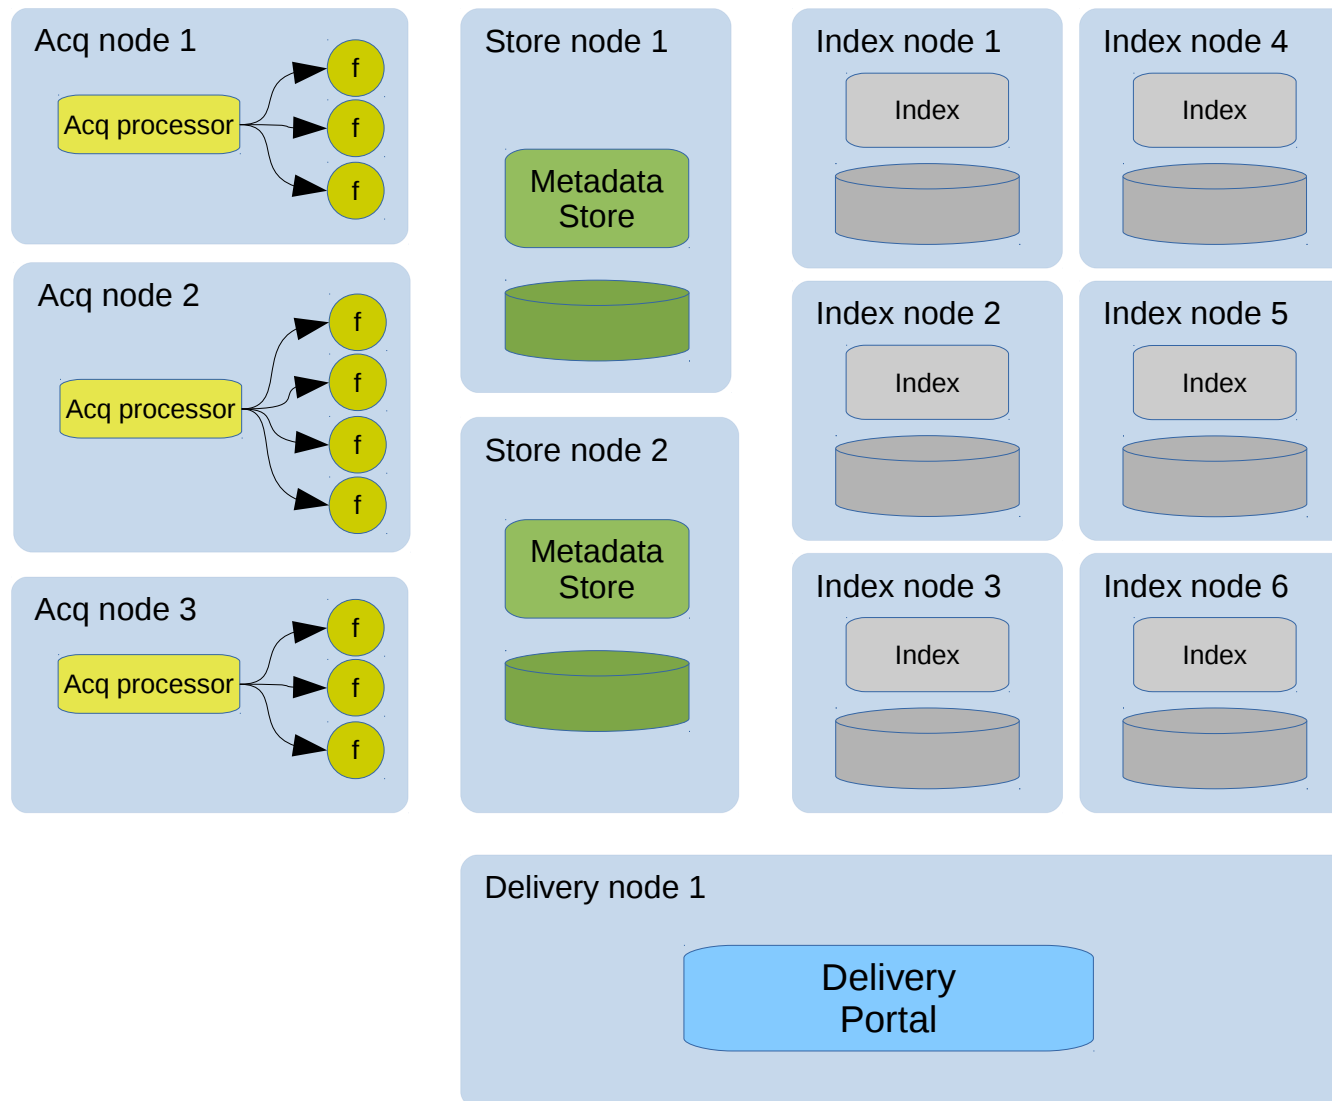 Acq node 1
Acq processor
f
f
f
Acq node 2
Acq processor
f
f
f
f
Acq node 3
Acq processor
f
f
f
Store node 1
Metadata
Store
Store node 2
Metadata
Store
Index node 1
Index
Index node 4
Index
Index node 2
Index
Index node 5
Index
Index node 3
Index
Index node 6
Index
Delivery node 1
Delivery
Portal